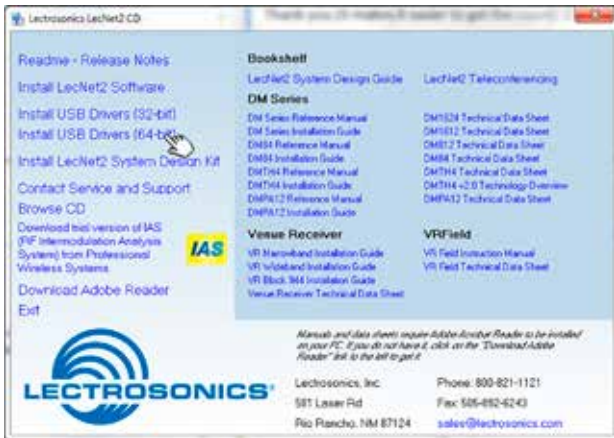 Lectrosonics LecNet2 CD
Readme - Release Notes
Install LecNet2 Software
Install USB Drivers (32-bit)
Install USB Drivers (64-bit)
Install LecNet2 System Design Kit
Contact Service and Support
Browse CD
Download trial version of IAS
(RF Intermodulation Analysis
System) from Professional
Wireless Systems
IAS
Download Adobe Reader
Exit
Bookshelf
LecNet2 System Design Guide
LecNet2 Teleconferencing
DM Series
DM Series Reference Manual
DM Series Installation Guide
DM84 Reference Manual
DM84 Installation Guide
DMTH4 Reference Manual
DMTH4 Installation Guide
DMPA12 Reference Manual
DMPA12 Installation Guide
DM1624 Technical Data Sheet
DM1612 Technical Data Sheet
DM812 Technical Data Sheet
DM84 Technical Data Sheet
DMTH4 Technical Data Sheet
DMTH4 v2.0 Technology Overview
DMPA12 Technical Data Sheet
Venue Receiver
VR Narrowband Installation Guide
VR Wideband Installation Guide
VR Block 944 Installation Guide
Venue Receiver Technical Data Sheet
VRField
VR Field Instruction Manual
VR Field Technical Data Sheet
Manuals and data sheets require Adobe Acrobat Reader to be installed
on your PC. If you do not have it, click on the "Download Adobe
Reader" link to the left to get it
LECTROSONICS
Lectrosonics, Inc.
581 Laser Rd
Rio Rancho, NM 87124
Phone: 800-821-1121
Fax: 505-892-6243
sales@lectrosonics.com